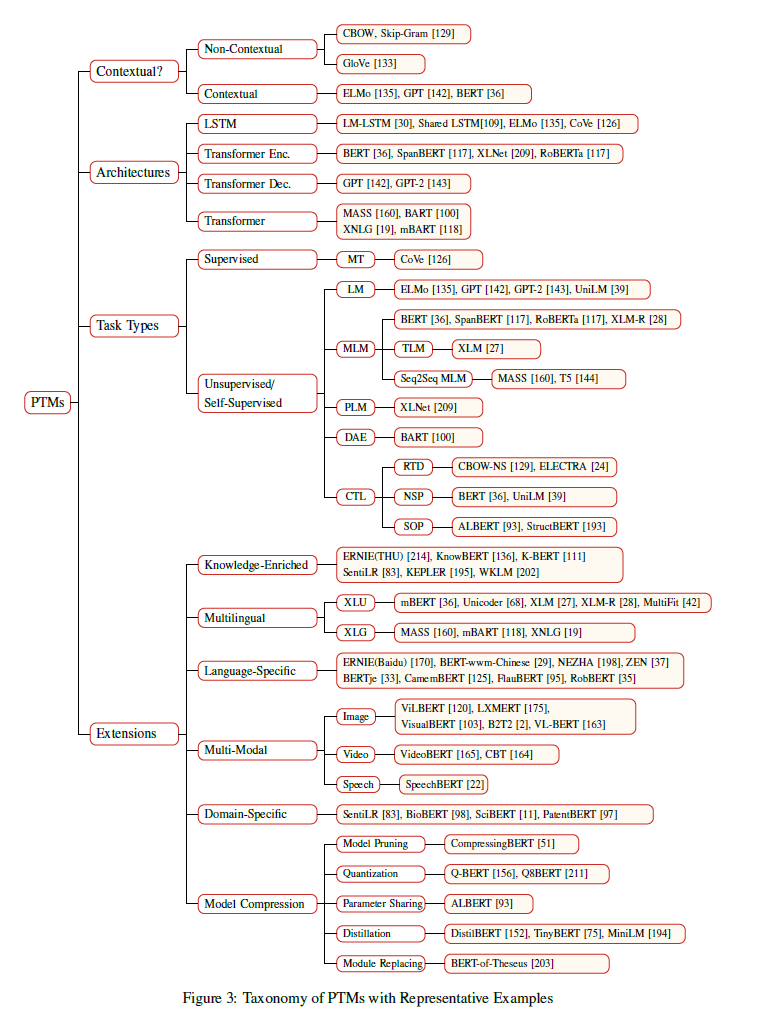 PTMs
Contextual?
Non-Contextual
CBOW, Skip-Gram [129]
GloVe [133]
Contextual
ELMo [135], GPT [142], BERT [36]
Architectures
LSTM
LM-LSTM [30], Shared LSTM[109], ELMo [135], CoVe [126]
Transformer Enc.
BERT [36], SpanBERT [117], XLNet [209], RoBERTa [117]
Transformer Dec.
GPT [142], GPT-2 [143]
Transformer
MASS [160], BART [100]
XNLG [19], mBART [118]
Task Types
Supervised
MT
CoVe [126]
Unsupervised/
Self-Supervised
LM
ELMo [135], GPT [142], GPT-2 [143], UniLM [39]
MLM
BERT [36], SpanBERT [117], RoBERTa [117], XLM-R [28]
TLM
XLM [27]
Seq2Seq MLM
MASS [160], T5 [144]
PLM
XLNet [209]
DAE
BART [100]
CTL
RTD
CBOW-NS [129], ELECTRA [24]
NSP
BERT [36], UniLM [39]
SOP
ALBERT [93], StructBERT [193]
Extensions
Knowledge-Enriched
ERNIE(THU) [214], KnowBERT [136], K-BERT [111]
SentiLR [83], KEPLER [195], WKLM [202]
Multilingual
XLU
mBERT [36], Unicoder [68], XLM [27], XLM-R [28], MultiFit [42]
XLG
MASS [160], mBART [118], XNLG [19]
Language-Specific
ERNIE(Baidu) [170], BERT-wwm-Chinese [29], NEZHA [198], ZEN [37]
BERTje [33], CamemBERT [125], FlauBERT [95], RobBERT [35]
Multi-Modal
Image
ViLBERT [120], LXMERT [175],
VisualBERT [103], B2T2 [2], VL-BERT [163]
Video
VideoBERT [165], CBT [164]
Speech
SpeechBERT [22]
Domain-Specific
SentiLR [83], BioBERT [98], SciBERT [11], PatentBERT [97]
Model Compression
Model Pruning
CompressingBERT [51]
Quantization
Q-BERT [156], Q8BERT [211]
Parameter Sharing
ALBERT [93]
Distillation
DistilBERT [152], TinyBERT [75], MiniLM [194]
Module Replacing
BERT-of-Theseus [203]
Figure 3: Taxonomy of PTMs with Representative Examples